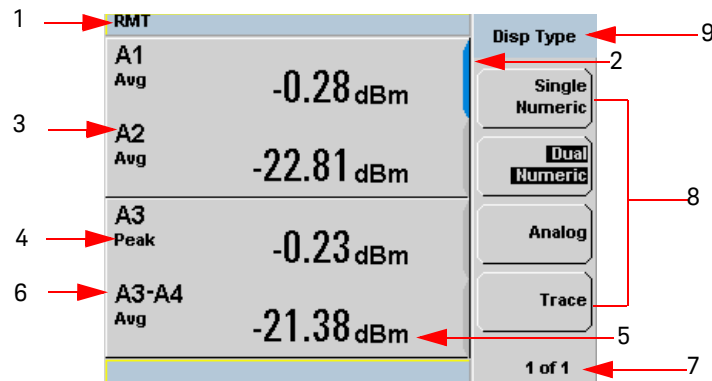 1
RMT
Disp Type
9
A1
Avg
-0.28 dBm
2
Single
Numeric
3
A2
Avg
-22.81 dBm
Dual
Numeric
8
A3
4
Peak
-0.23 dBm
Analog
6
A3-A4
Avg
-21.38 dBm
5
Trace
1 of 1
7